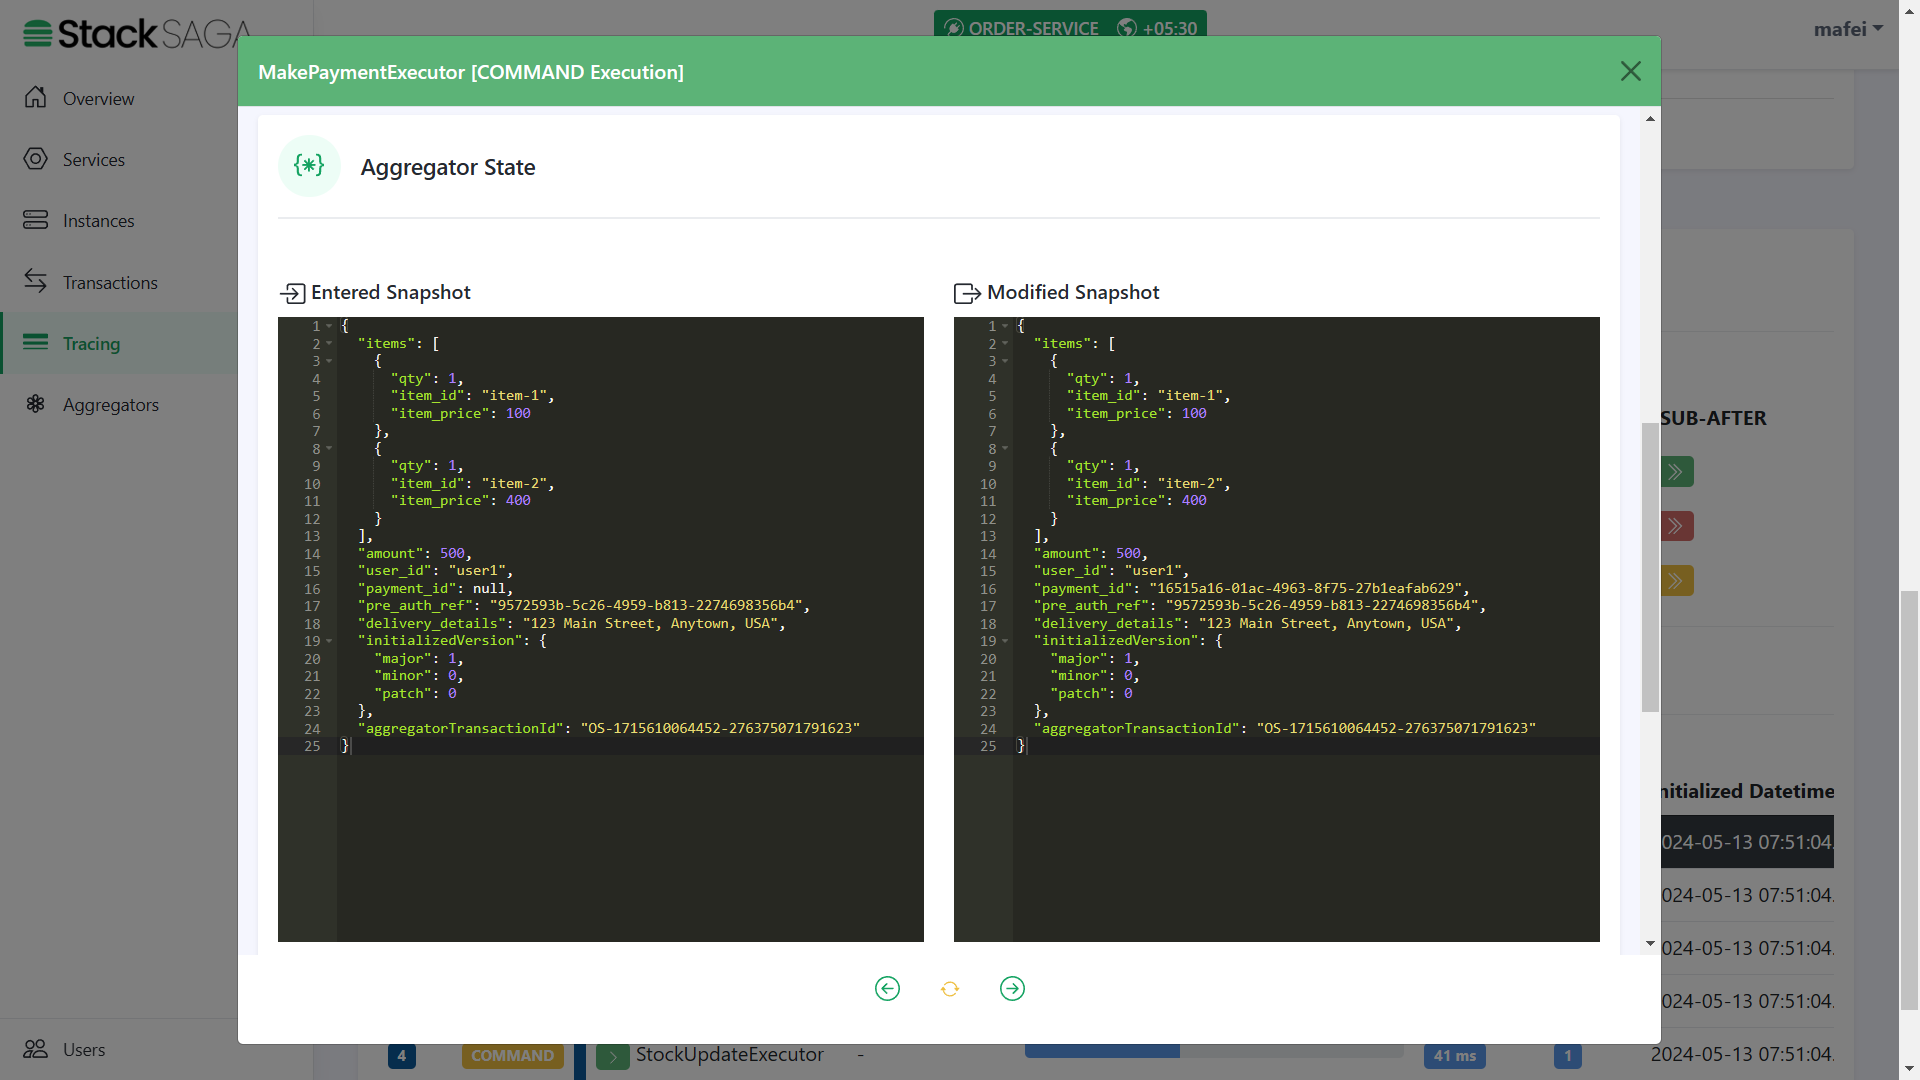 StackSAGA
ORDER-SERVICE +05:30
mafei
MakePaymentExecutor [COMMAND Execution]
Overview
Services
Instances
Transactions
Tracing
Aggregators
Users
{*} Aggregator State
Entered Snapshot
1 {
2 "items": [
3 {
4 "qty": 1,
5 "item_id": "item-1",
6 "item_price": 100
7 },
8 {
9 "qty": 1,
10 "item_id": "item-2",
11 "item_price": 400
12 }
13 ],
14 "amount": 500,
15 "user_id": "user1",
16 "payment_id": null,
17 "pre_auth_ref": "9572593b-5c26-4959-b813-2274698356b4",
18 "delivery_details": "123 Main Street, Anytown, USA",
19 "initializedVersion": {
20 "major": 1,
21 "minor": 0,
22 "patch": 0
23 },
24 "aggregatorTransactionId": "OS-1715610064452-276375071791623"
25 }
Modified Snapshot
1 {
2 "items": [
3 {
4 "qty": 1,
5 "item_id": "item-1",
6 "item_price": 100
7 },
8 {
9 "qty": 1,
10 "item_id": "item-2",
11 "item_price": 400
12 }
13 ],
14 "amount": 500,
15 "user_id": "user1",
16 "payment_id": "16515a16-01ac-4963-8f75-27b1eafab629",
17 "pre_auth_ref": "9572593b-5c26-4959-b813-2274698356b4",
18 "delivery_details": "123 Main Street, Anytown, USA",
19 "initializedVersion": {
20 "major": 1,
21 "minor": 0,
22 "patch": 0
23 },
24 "aggregatorTransactionId": "OS-1715610064452-276375071791623"
25 }
SUB-AFTER
nitialized Datetime
024-05-13 07:51:04.
024-05-13 07:51:04.
024-05-13 07:51:04.
024-05-13 07:51:04.
4 COMMAND StockUpdateExecutor - 41 ms 1 2024-05-13 07:51:04.